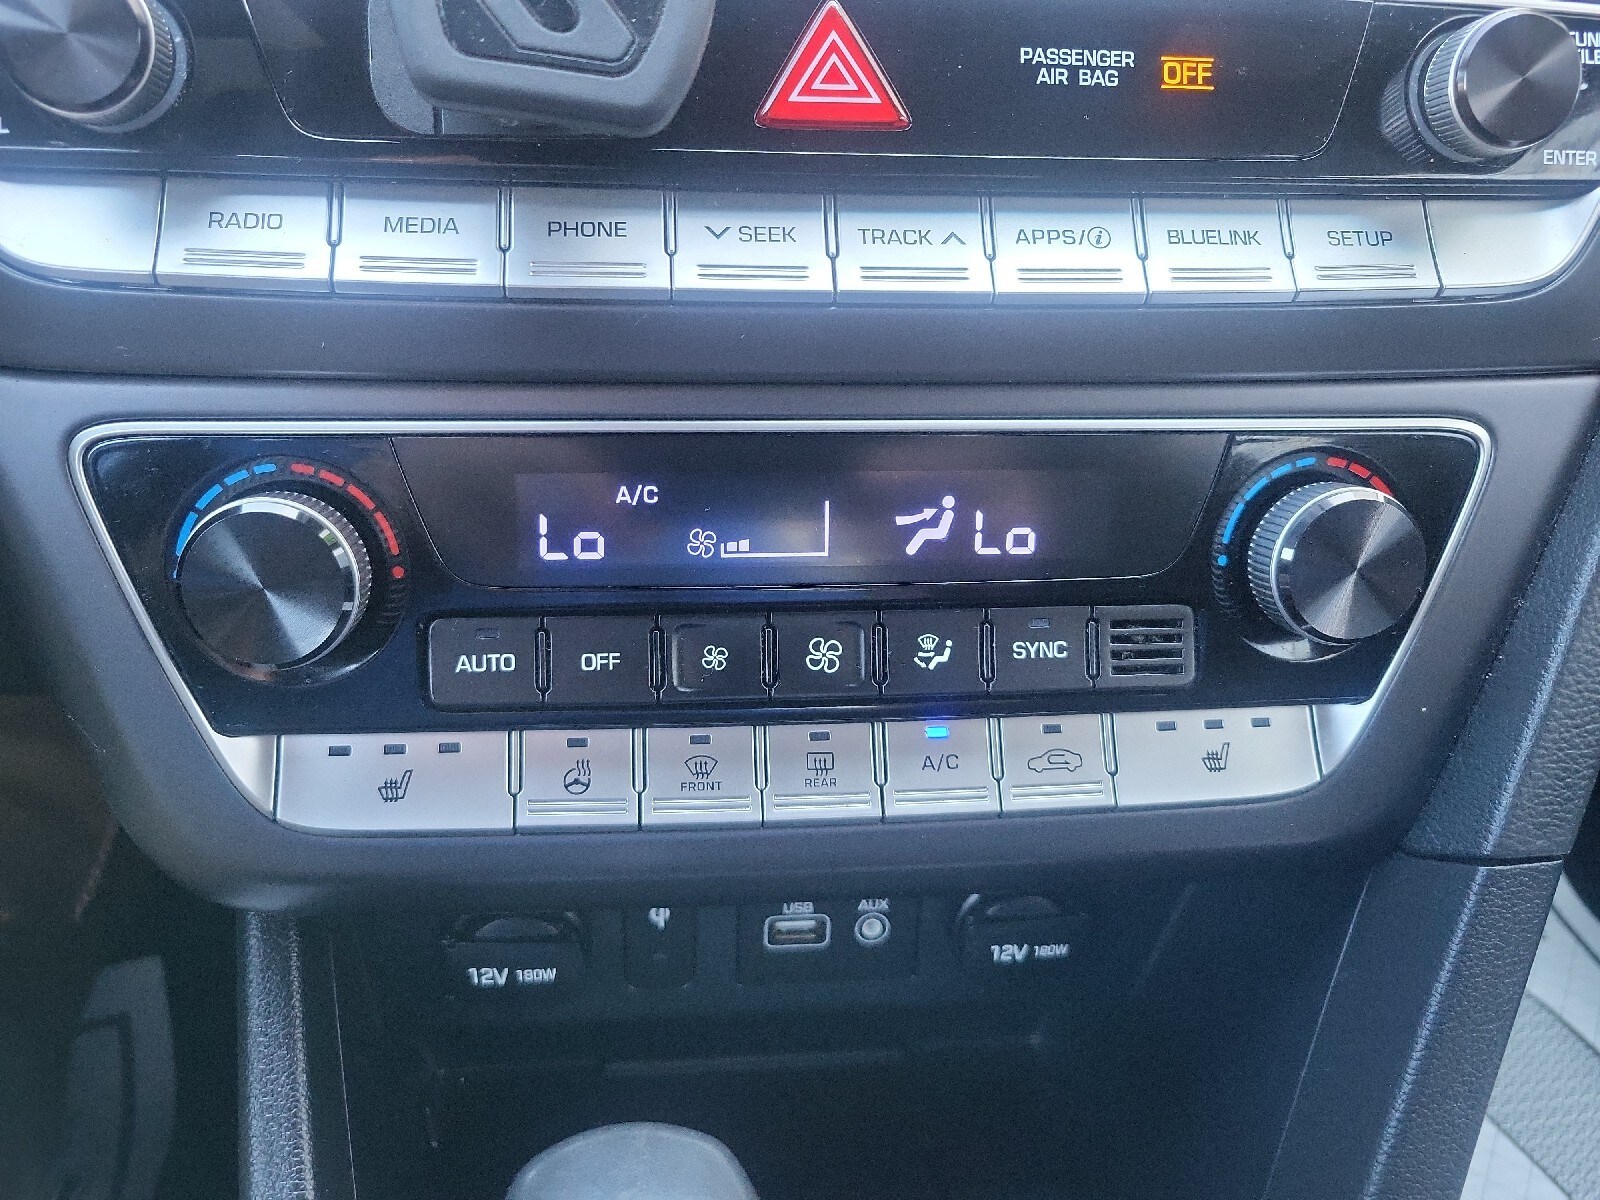 PASSENGER
AIR BAG
OFF
ENTER
RADIO
MEDIA
PHONE
SEEK
TRACK
APPS/i
BLUELINK
SETUP
A/C
Lo
Lo
AUTO
OFF
SYNC
FRONT
REAR
A/C
USB
AUX
12V 180W
12V 180W